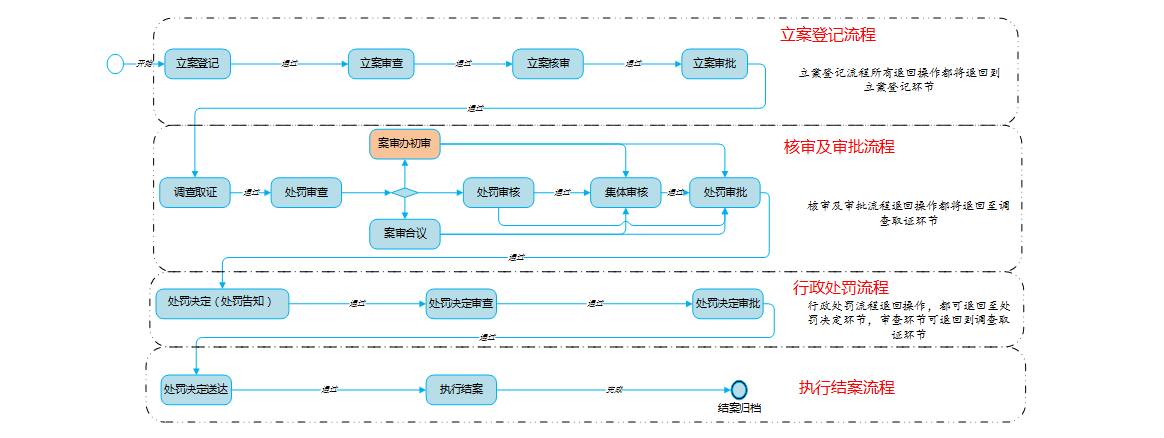 立案登记流程
开始
立案登记
通过
立案审查
通过
立案核审
通过
立案审批
立案登记流程所有退回操作都将退回到
立案登记环节
通过
核审及审批流程
案审办初审
调查取证
通过
处罚审查
处罚审核
通过
集体审核
通过
处罚审批
核审及审批流程退回操作都将退回至调
查取证环节
案审合议
通过
行政处罚流程
处罚决定（处罚告知）
通过
处罚决定审查
通过
处罚决定审批
行政处罚流程退回操作，都可退回至处
罚决定环节，审查环节可退回到调查取
证环节
通过
处罚决定送达
通过
执行结案
完成
结案归档
执行结案流程